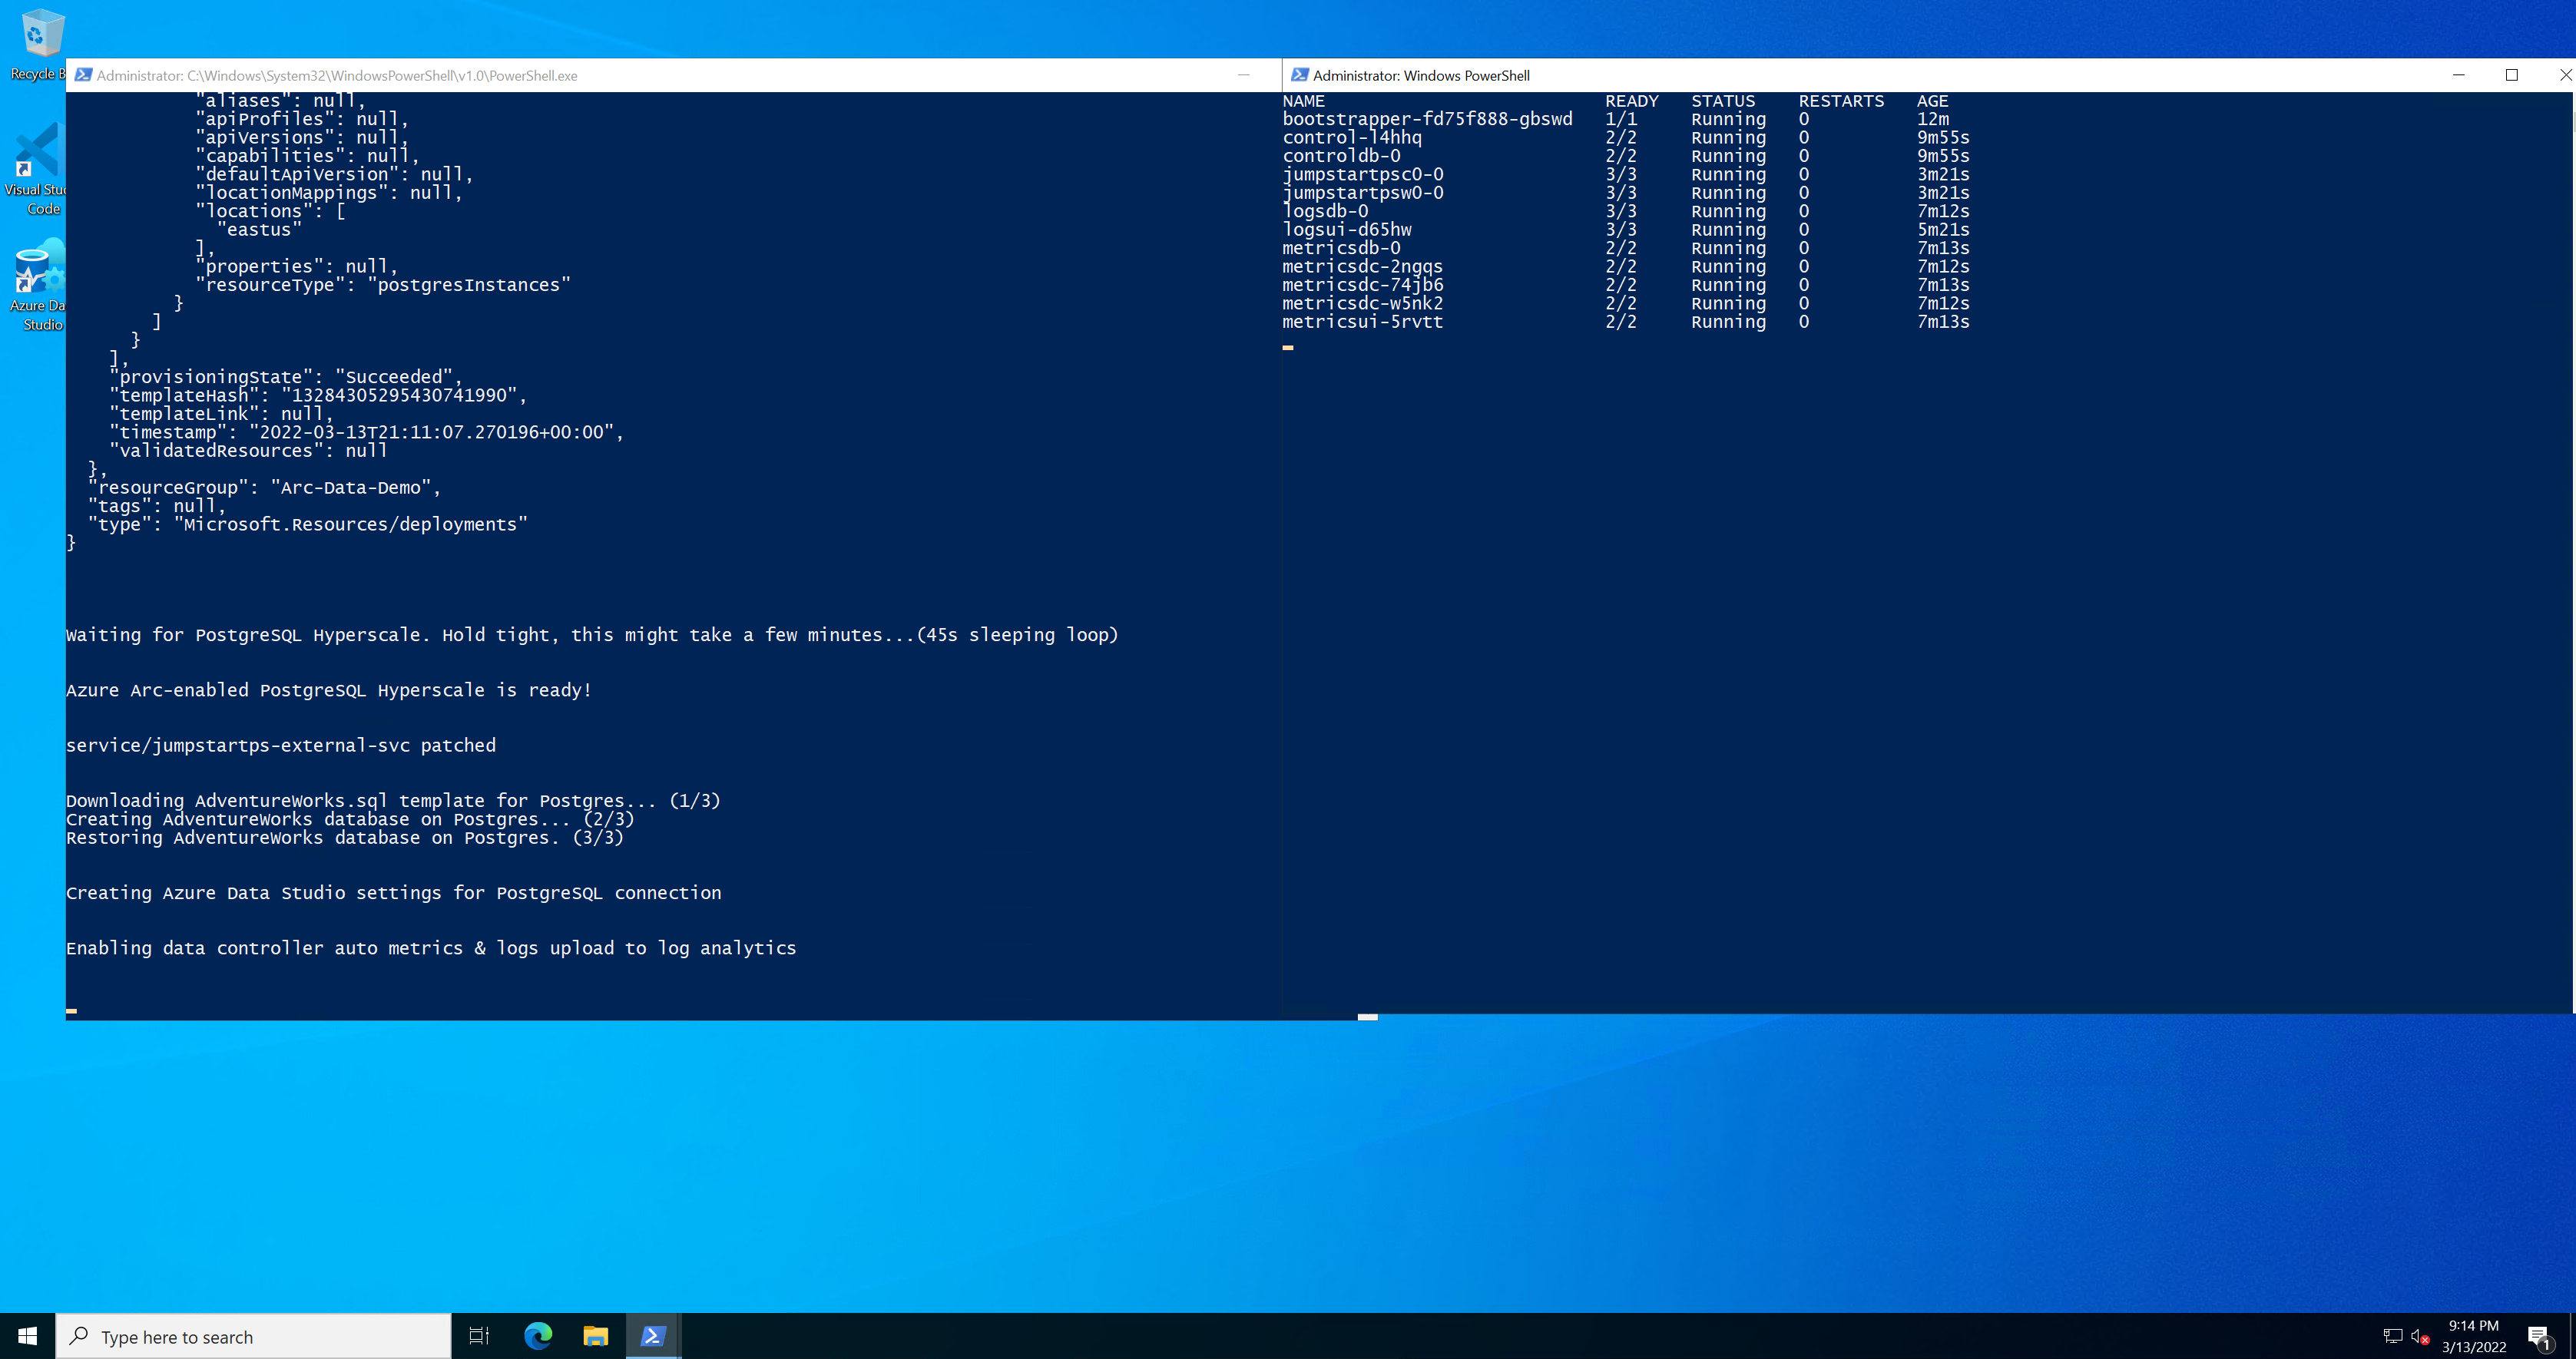 Recycle B
Visual Stu
Code
Azure Da
Studio
Administrator: C:\Windows\System32\WindowsPowerShell\v1.0\PowerShell.exe
"aliases": null,
"apiProfiles": null,
"apiVersions": null,
"capabilities": null,
"defaultApiVersion": null,
"locationMappings": null,
"locations": [
"eastus"
],
"properties": null,
"resourceType": "postgresInstances"
}
]
}
],
"provisioningState": "Succeeded",
"templateHash": "13284305295430741990",
"templateLink": null,
"timestamp": "2022-03-13T21:11:07.270196+00:00",
"validatedResources": null
},
"resourceGroup": "Arc-Data-Demo",
"tags": null,
"type": "Microsoft.Resources/deployments"
}
Waiting for PostgreSQL Hyperscale. Hold tight, this might take a few minutes...(45s sleeping loop)
Azure Arc-enabled PostgreSQL Hyperscale is ready!
service/jumpstartps-external-svc patched
Downloading AdventureWorks.sql template for Postgres... (1/3)
Creating AdventureWorks database on Postgres... (2/3)
Restoring AdventureWorks database on Postgres. (3/3)
Creating Azure Data Studio settings for PostgreSQL connection
Enabling data controller auto metrics & logs upload to log analytics
Administrator: Windows PowerShell
NAME READY STATUS RESTARTS AGE
bootstrapper-fd75f888-gbswd 1/1 Running 0 12m
control-l4hhq 2/2 Running 0 9m55s
controldb-0 2/2 Running 0 9m55s
jumpstartpsc0-0 3/3 Running 0 3m21s
jumpstartpsw0-0 3/3 Running 0 3m21s
logsdb-0 3/3 Running 0 7m12s
logsui-d65hw 3/3 Running 0 5m21s
metricsdb-0 2/2 Running 0 7m13s
metricsdc-2ngqs 2/2 Running 0 7m12s
metricsdc-74jb6 2/2 Running 0 7m13s
metricsdc-w5nk2 2/2 Running 0 7m12s
metricsui-5rvtt 2/2 Running 0 7m13s
Type here to search
9:14 PM
3/13/2022
1